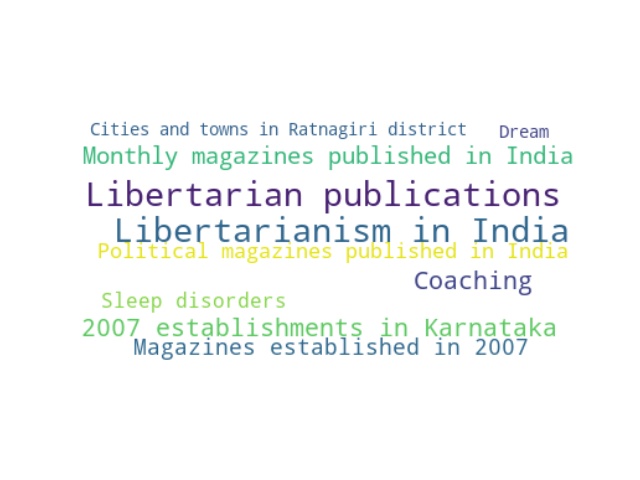 Cities and towns in Ratnagiri district
Dream
Monthly magazines published in India
Libertarian publications
Libertarianism in India
Political magazines published in India
Coaching
Sleep disorders
2007 establishments in Karnataka
Magazines established in 2007